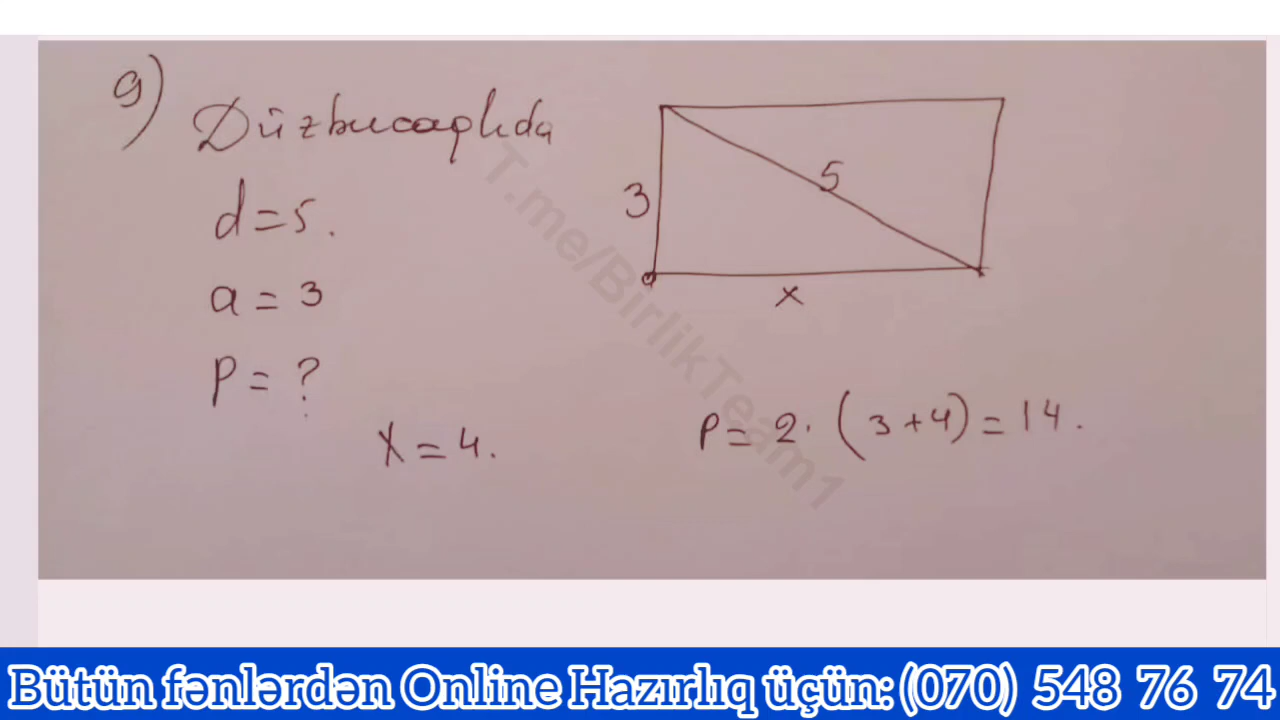 9) Düzbucaqlıda
d = 5.
a = 3
P = ?
x = 4.
3
5
x
P = 2 · (3 + 4) = 14.
T.me/BirlikTeam1
Bütün fənlərdən Online Hazırlıq üçün: (070) 548 76 74